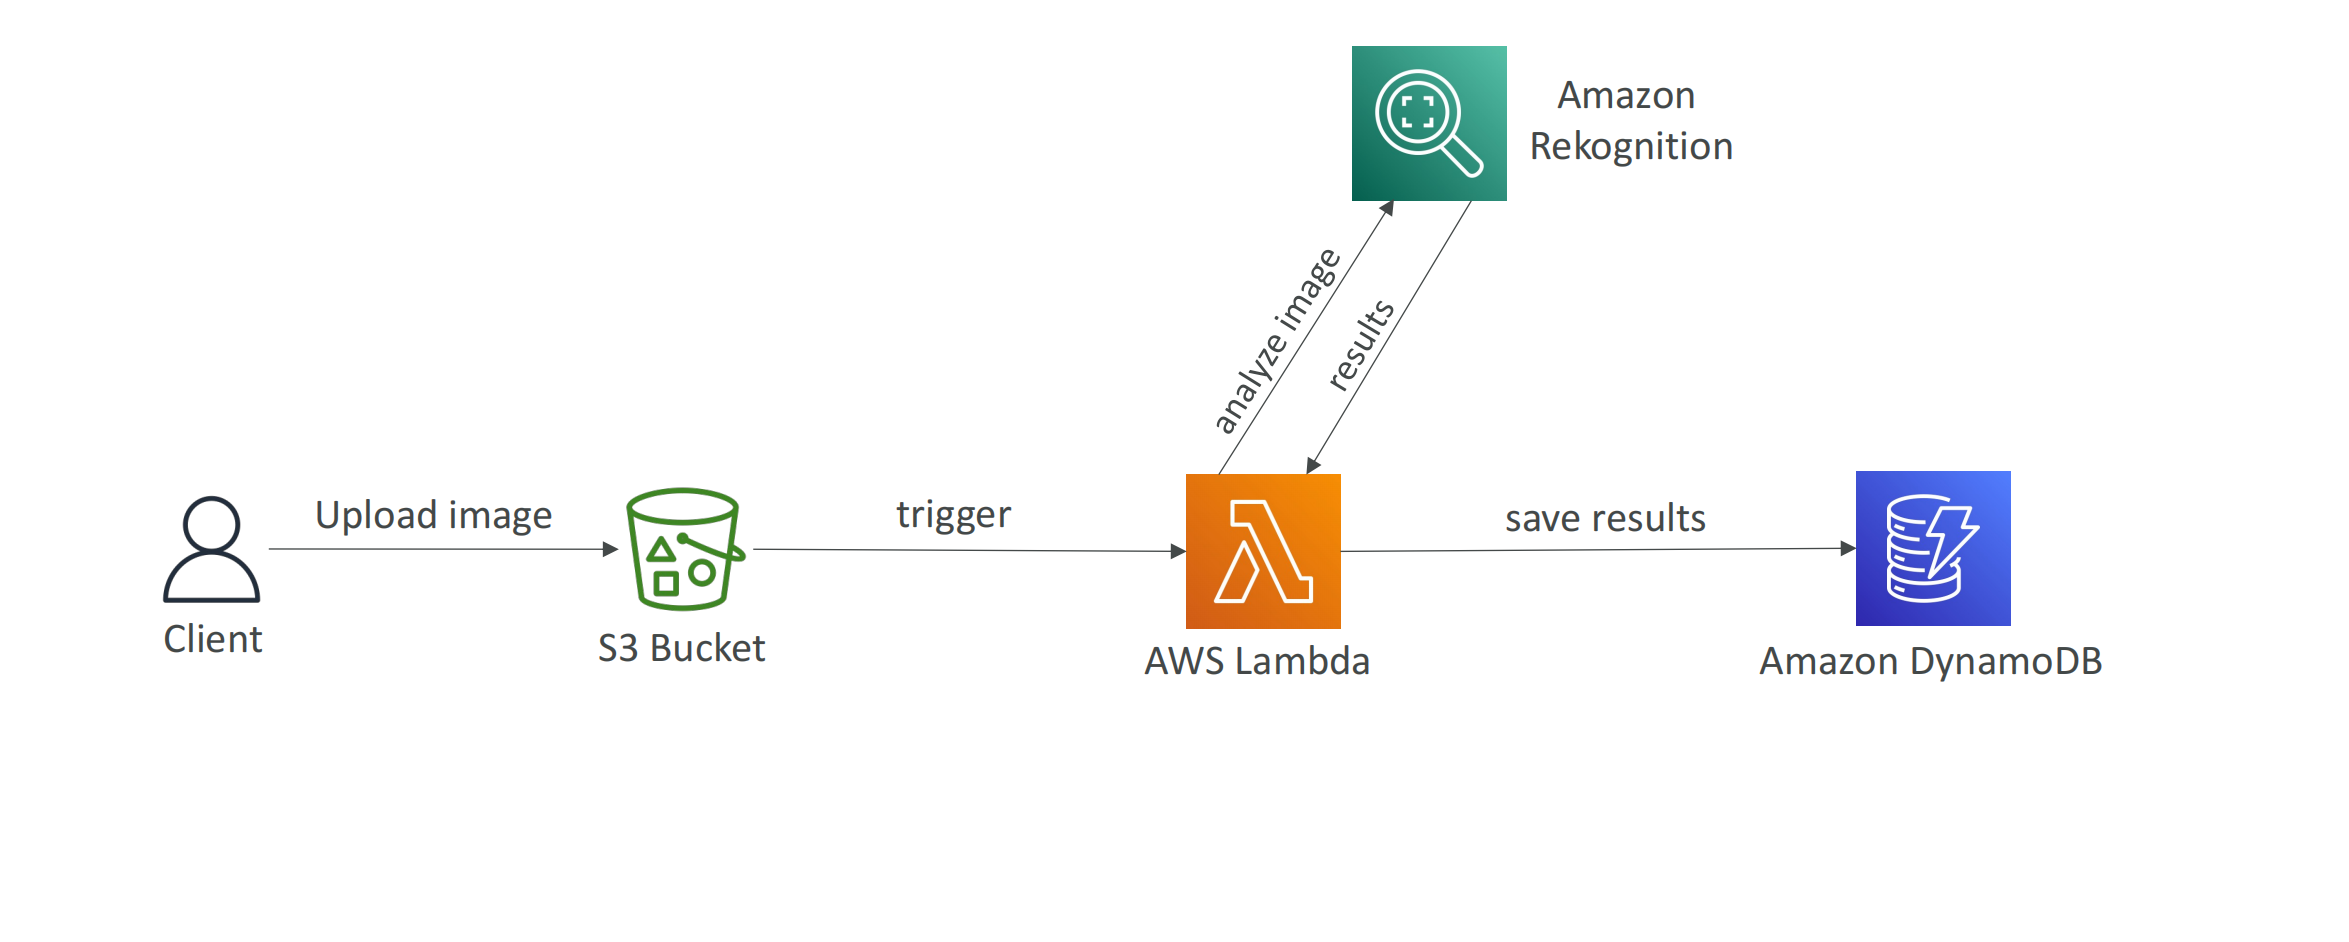 Amazon
Rekognition
analyze image
results
Upload image
trigger
save results
Client
S3 Bucket
AWS Lambda
Amazon DynamoDB